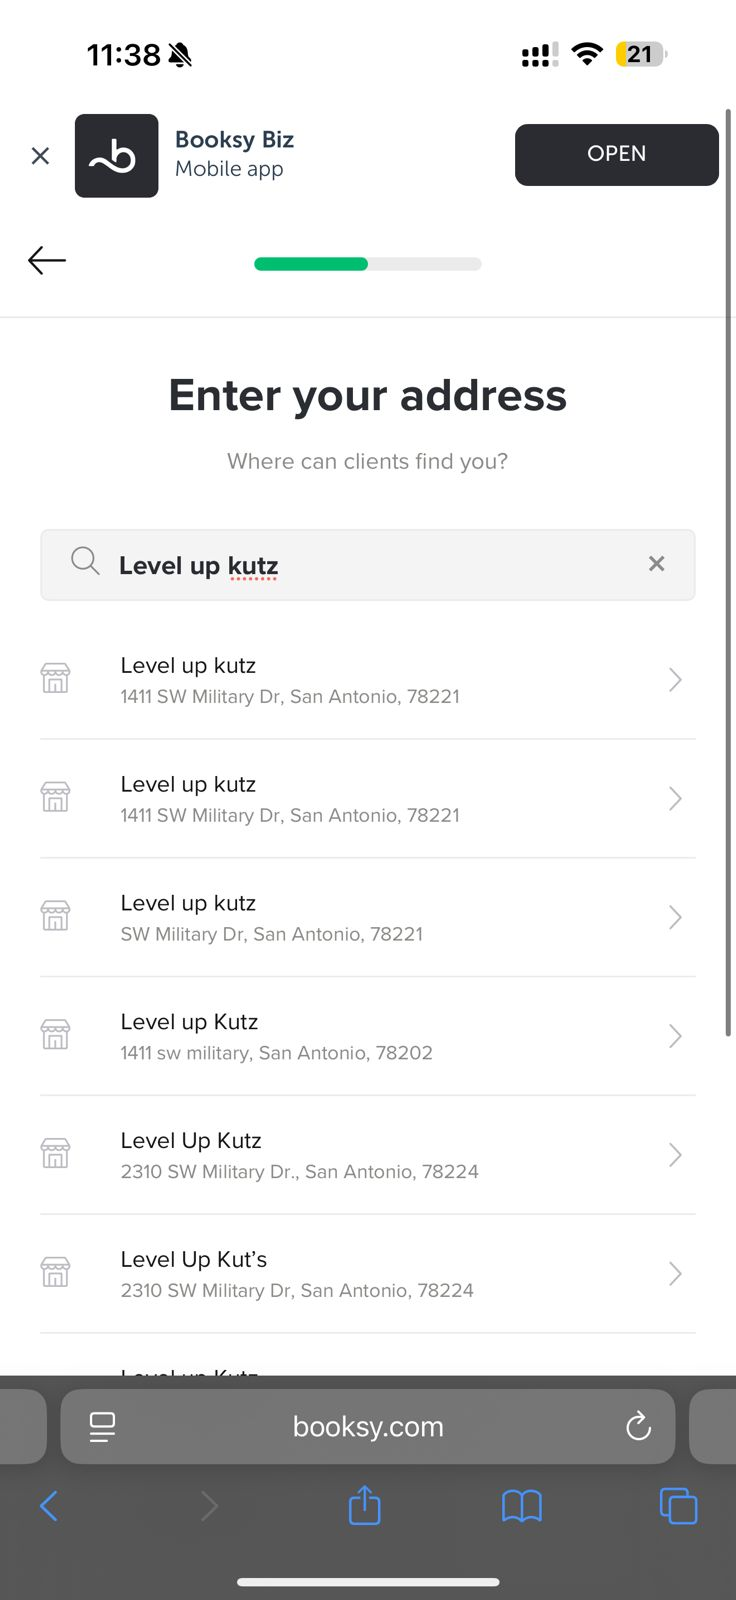 11:38
21
Booksy Biz
Mobile app
OPEN
Enter your address
Where can clients find you?
Level up kutz
Level up kutz
1411 SW Military Dr, San Antonio, 78221
Level up kutz
1411 SW Military Dr, San Antonio, 78221
Level up kutz
SW Military Dr, San Antonio, 78221
Level up Kutz
1411 sw military, San Antonio, 78202
Level Up Kutz
2310 SW Military Dr., San Antonio, 78224
Level Up Kut’s
2310 SW Military Dr, San Antonio, 78224
Level up Kutz
booksy.com